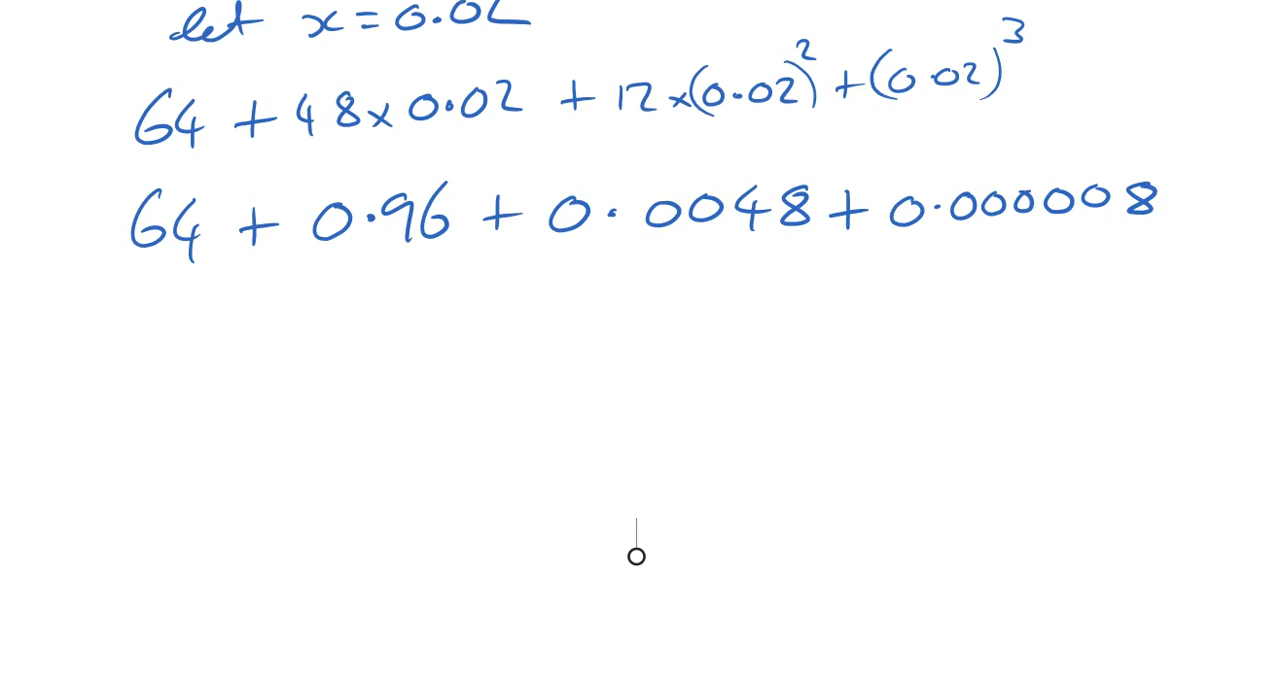 let x = 0.02
64 + 48 x 0.02 + 12 x (0.02)² + (0.02)³
64 + 0.96 + 0.0048 + 0.000008